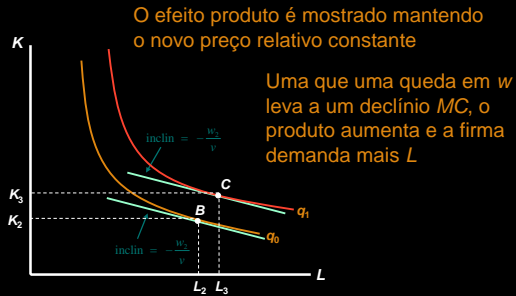 O efeito produto é mostrado mantendo
o novo preço relativo constante
K
Uma que uma queda em w
leva a um declínio MC, o
produto aumenta e a firma
demanda mais L
inclin = −w₂/v
C
K₃
q₁
B
K₂
q₀
inclin = −w₂/v
L
L₂ L₃